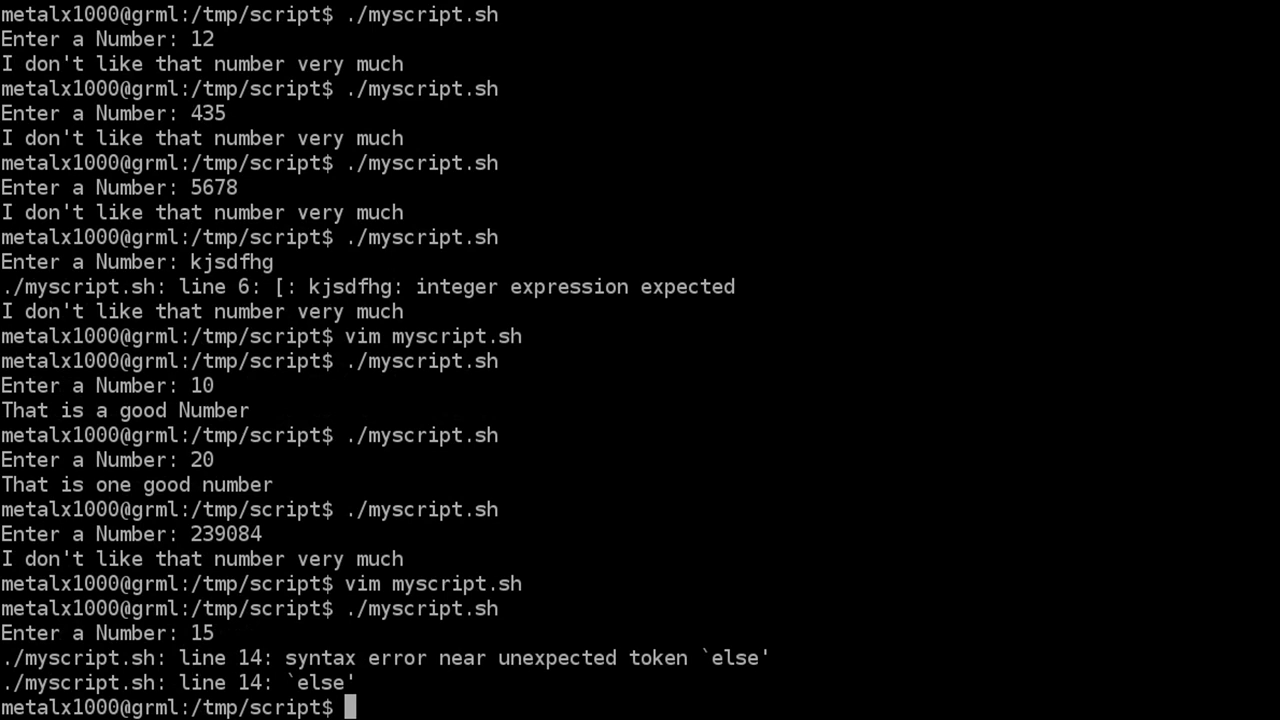 metalx1000@grml:/tmp/script$ ./myscript.sh
Enter a Number: 12
I don't like that number very much
metalx1000@grml:/tmp/script$ ./myscript.sh
Enter a Number: 435
I don't like that number very much
metalx1000@grml:/tmp/script$ ./myscript.sh
Enter a Number: 5678
I don't like that number very much
metalx1000@grml:/tmp/script$ ./myscript.sh
Enter a Number: kjsdfhg
./myscript.sh: line 6: [: kjsdfhg: integer expression expected
I don't like that number very much
metalx1000@grml:/tmp/script$ vim myscript.sh
metalx1000@grml:/tmp/script$ ./myscript.sh
Enter a Number: 10
That is a good Number
metalx1000@grml:/tmp/script$ ./myscript.sh
Enter a Number: 20
That is one good number
metalx1000@grml:/tmp/script$ ./myscript.sh
Enter a Number: 239084
I don't like that number very much
metalx1000@grml:/tmp/script$ vim myscript.sh
metalx1000@grml:/tmp/script$ ./myscript.sh
Enter a Number: 15
./myscript.sh: line 14: syntax error near unexpected token `else'
./myscript.sh: line 14: `else'
metalx1000@grml:/tmp/script$